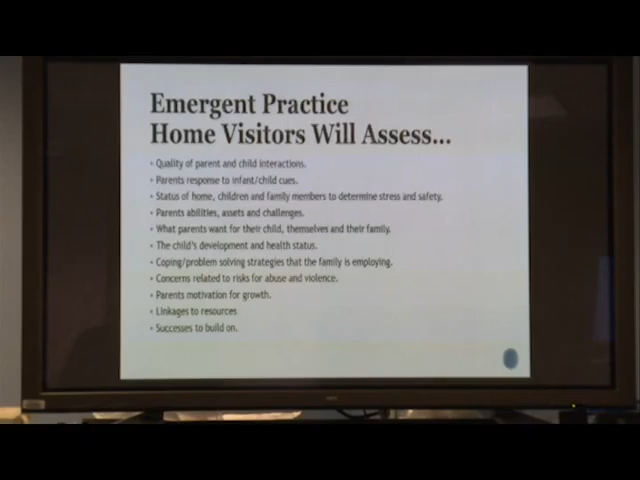 Emergent Practice
Home Visitors Will Assess...
• Quality of parent and child interactions.
• Parents response to infant/child cues.
• Status of home, children and family members to determine stress and safety.
• Parents abilities, assets and challenges.
• What parents want for their child, themselves and their family.
• The child's development and health status.
• Coping/problem solving strategies that the family is employing.
• Concerns related to risks for abuse and violence.
• Parents motivation for growth.
• Linkages to resources
• Successes to build on.